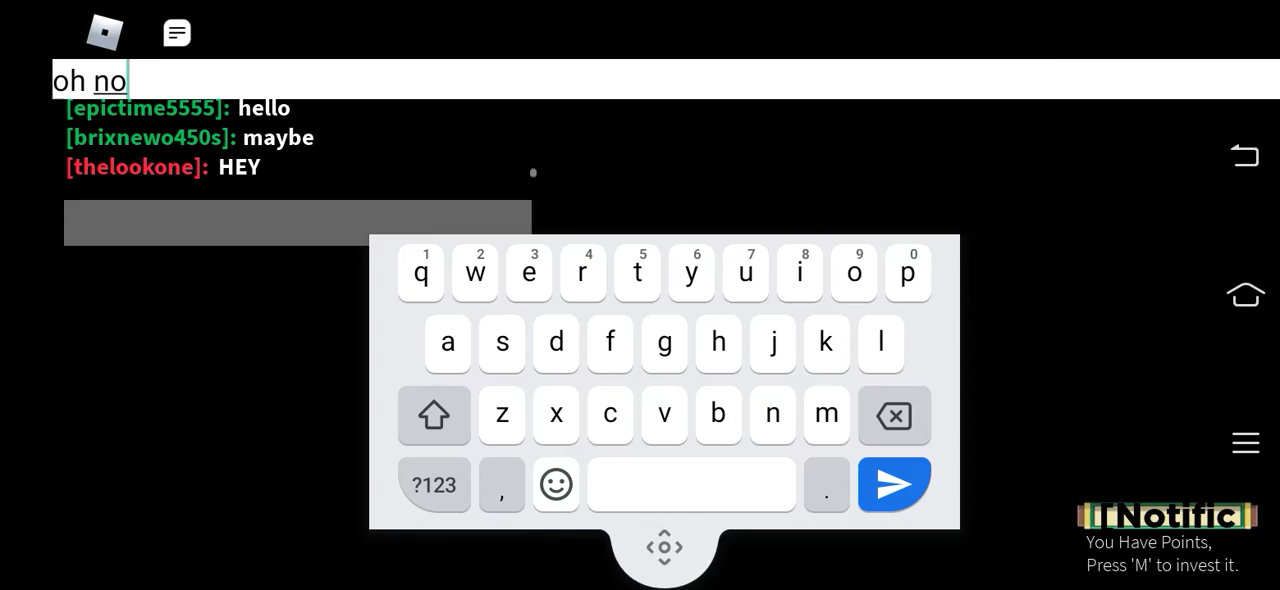 oh no
[epictime5555]: hello
[brixnewo450s]: maybe
[thelookone]: HEY
1 2 3 4 5 6 7 8 9 0
q w e r t y u i o p
a s d f g h j k l
z x c v b n m
?123 , .
Notific
You Have Points,
Press 'M' to invest it.